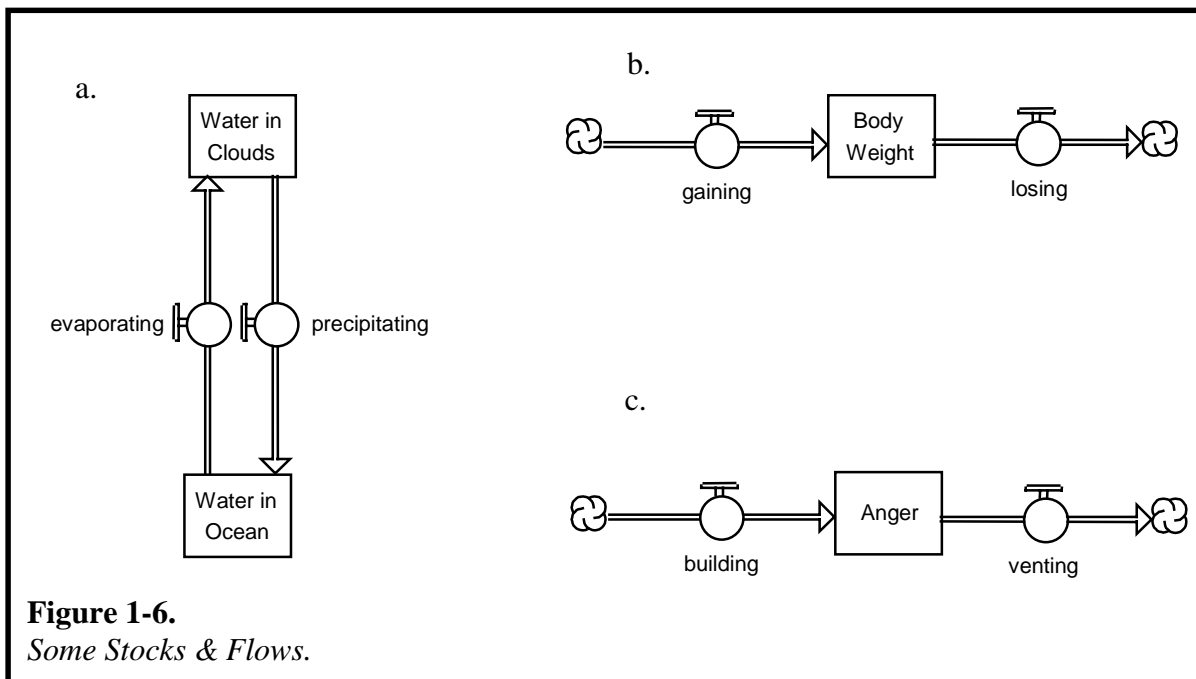 a.
Water in
Clouds
evaporating
precipitating
Water in
Ocean
b.
Body
Weight
gaining
losing
c.
Anger
building
venting
Figure 1-6.
Some Stocks & Flows.